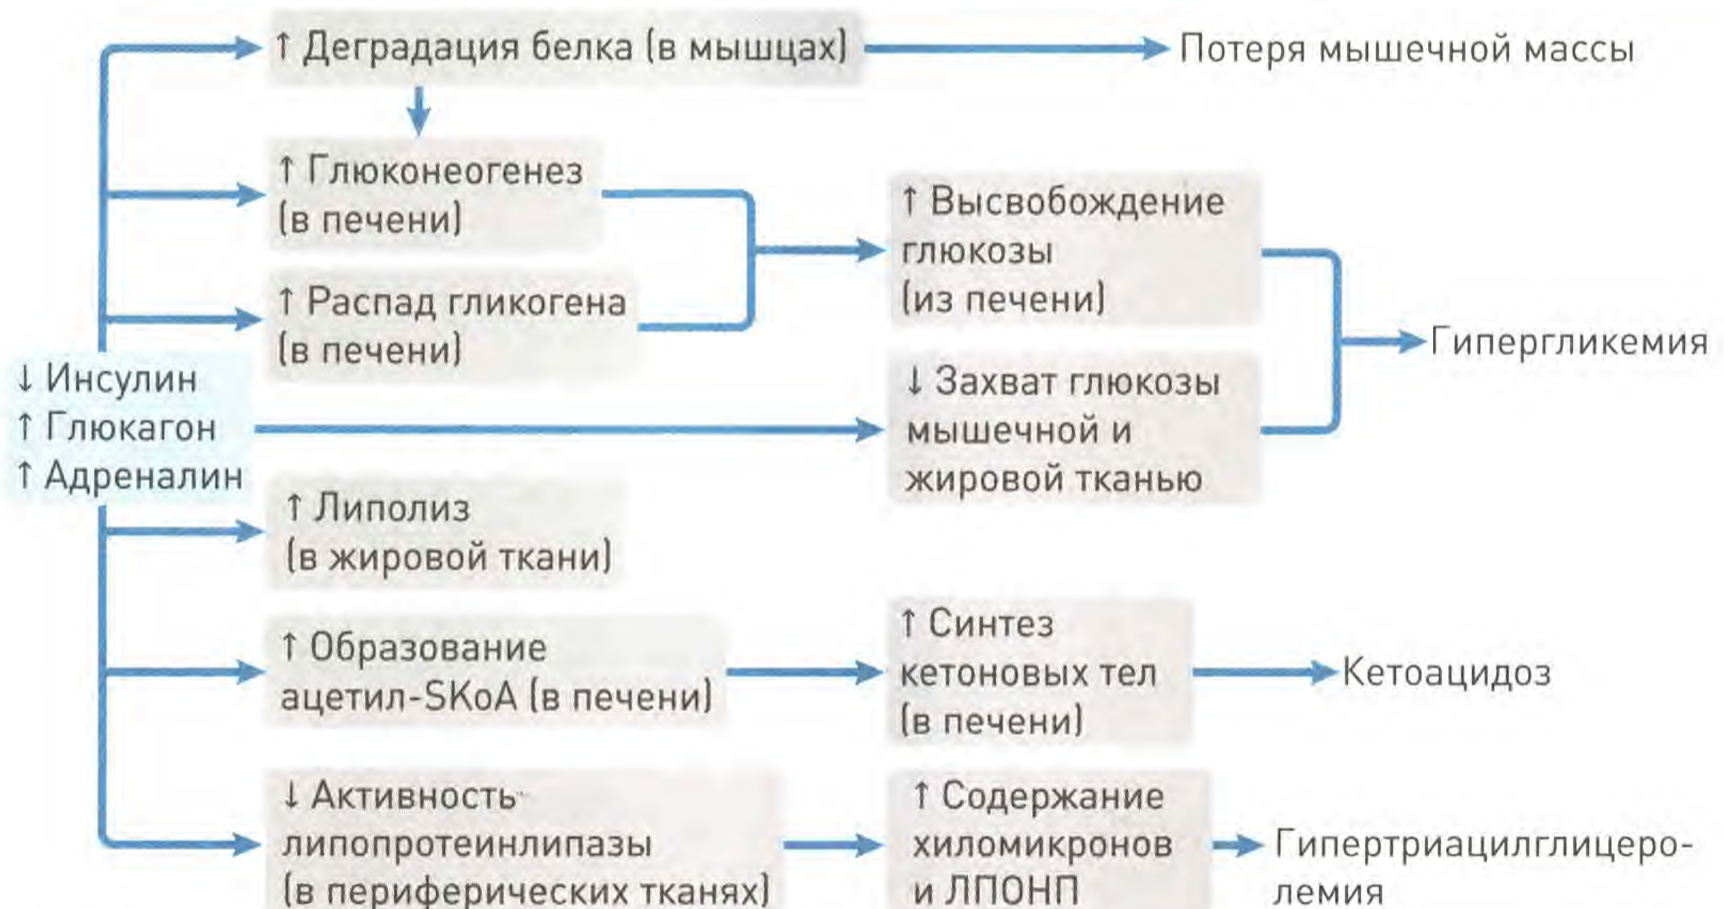 ↑ Деградация белка (в мышцах)
Потеря мышечной массы
↑ Глюконеогенез
(в печени)
↑ Распад гликогена
(в печени)
↑ Высвобождение
глюкозы
(из печени)
Гипергликемия
↓ Инсулин
↑ Глюкагон
↑ Адреналин
↓ Захват глюкозы
мышечной и
жировой тканью
↑ Липолиз
(в жировой ткани)
↑ Образование
ацетил-SКоА (в печени)
↑ Синтез
кетоновых тел
(в печени)
Кетоацидоз
↓ Активность
липопротеинлипазы
(в периферических тканях)
↑ Содержание
хиломикронов
и ЛПОНП
Гипертриацилглицеро-
лемия